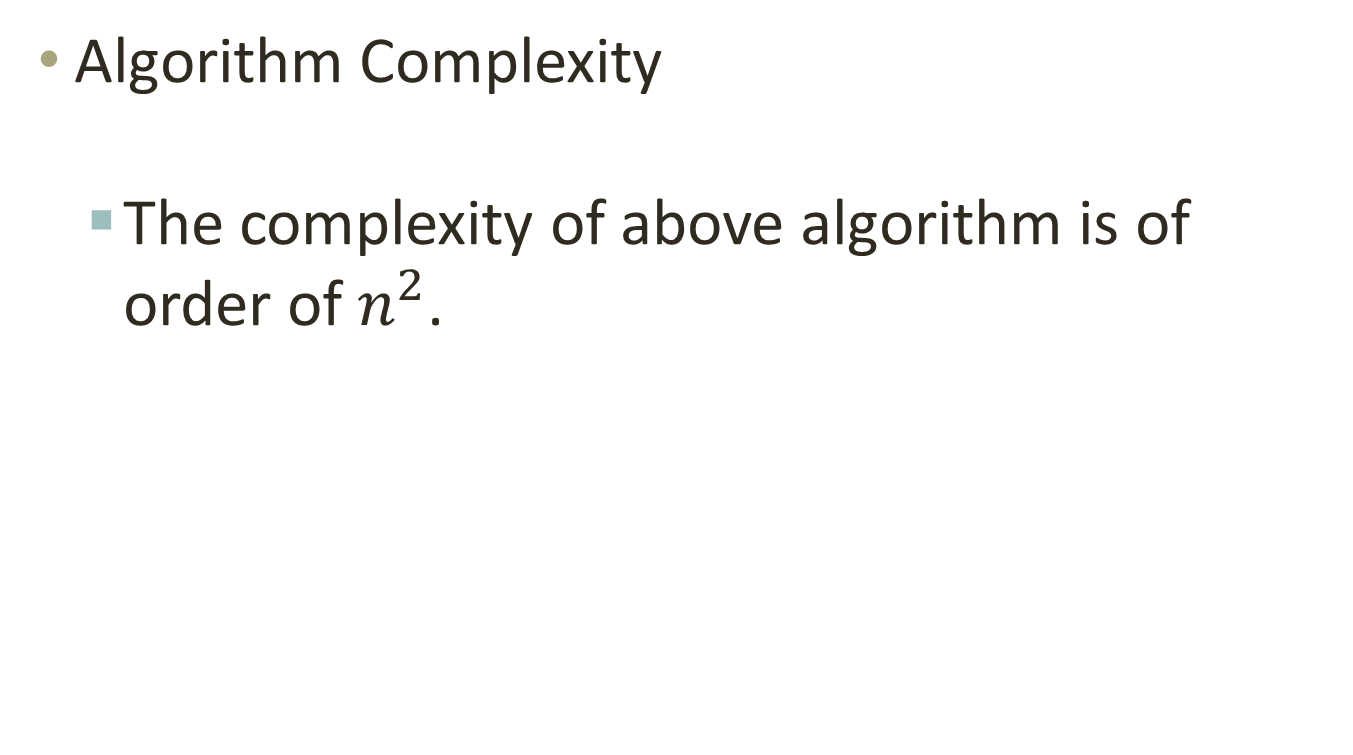 • Algorithm Complexity
▪ The complexity of above algorithm is of
order of n².